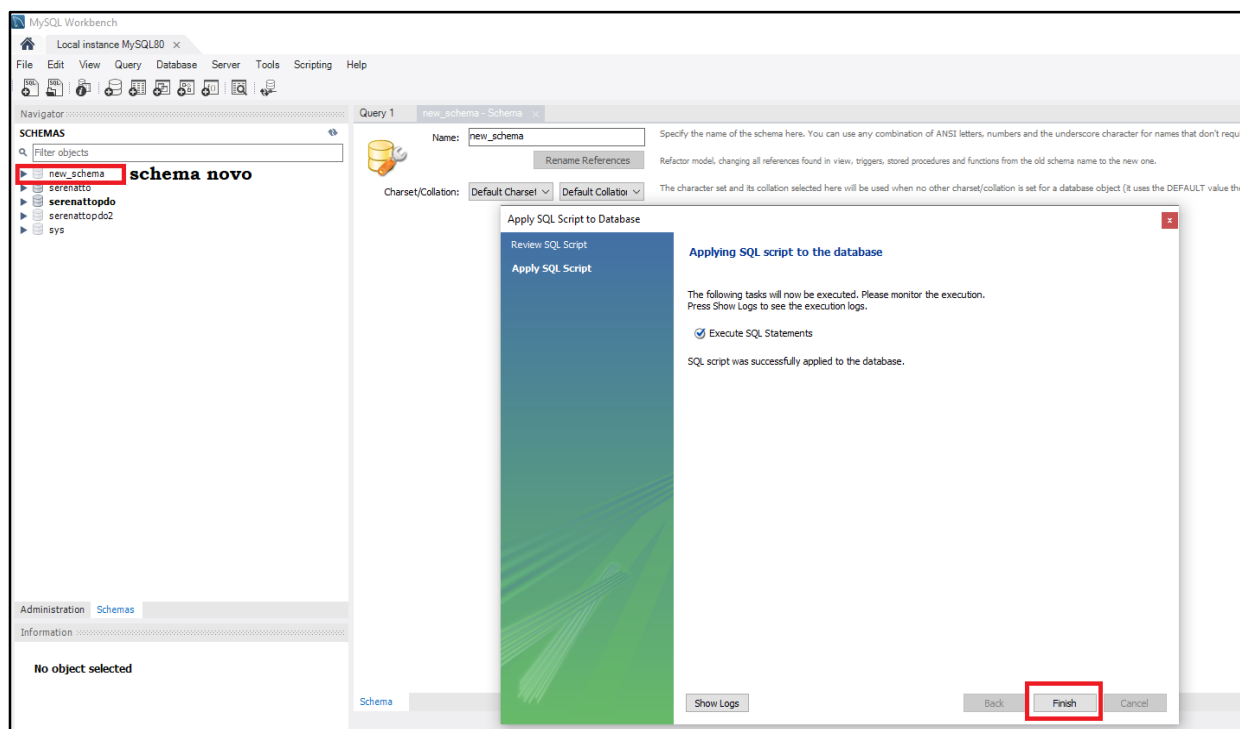 MySQL Workbench
Local instance MySQL80 ×
File Edit View Query Database Server Tools Scripting Help
Navigator
SCHEMAS
Filter objects
new_schema schema novo
serenatto
serenattopdo
serenattopdo2
sys
Administration Schemas
Information
No object selected
Query 1 new_schema - Schema ×
Name: new_schema
Specify the name of the schema here. You can use any combination of ANSI letters, numbers and the underscore character for names that don't requ
Rename References
Refactor model, changing all references found in view, triggers, stored procedures and functions from the old schema name to the new one.
Charset/Collation: Default Charset Default Collation
The character set and its collation selected here will be used when no other charset/collation is set for a database object (it uses the DEFAULT value th
Apply SQL Script to Database
x
Review SQL Script
Apply SQL Script
Applying SQL script to the database
The following tasks will now be executed. Please monitor the execution.
Press Show Logs to see the execution logs.
Execute SQL Statements
SQL script was successfully applied to the database.
Show Logs Back Finish Cancel
Schema